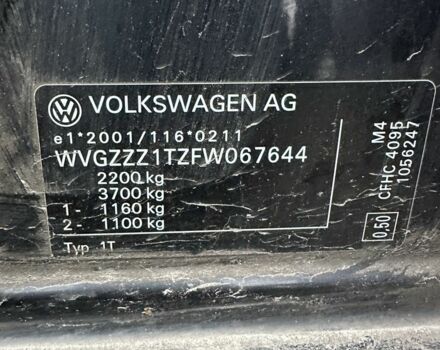 VOLKSWAGEN AG
e1*2001/116*0211
WVGZZZ1TZFW067644
2200 kg
3700 kg
1 - 1160 kg
2 - 1100 kg
Typ 1T
M4
CFHC 4095
1056247
0,50